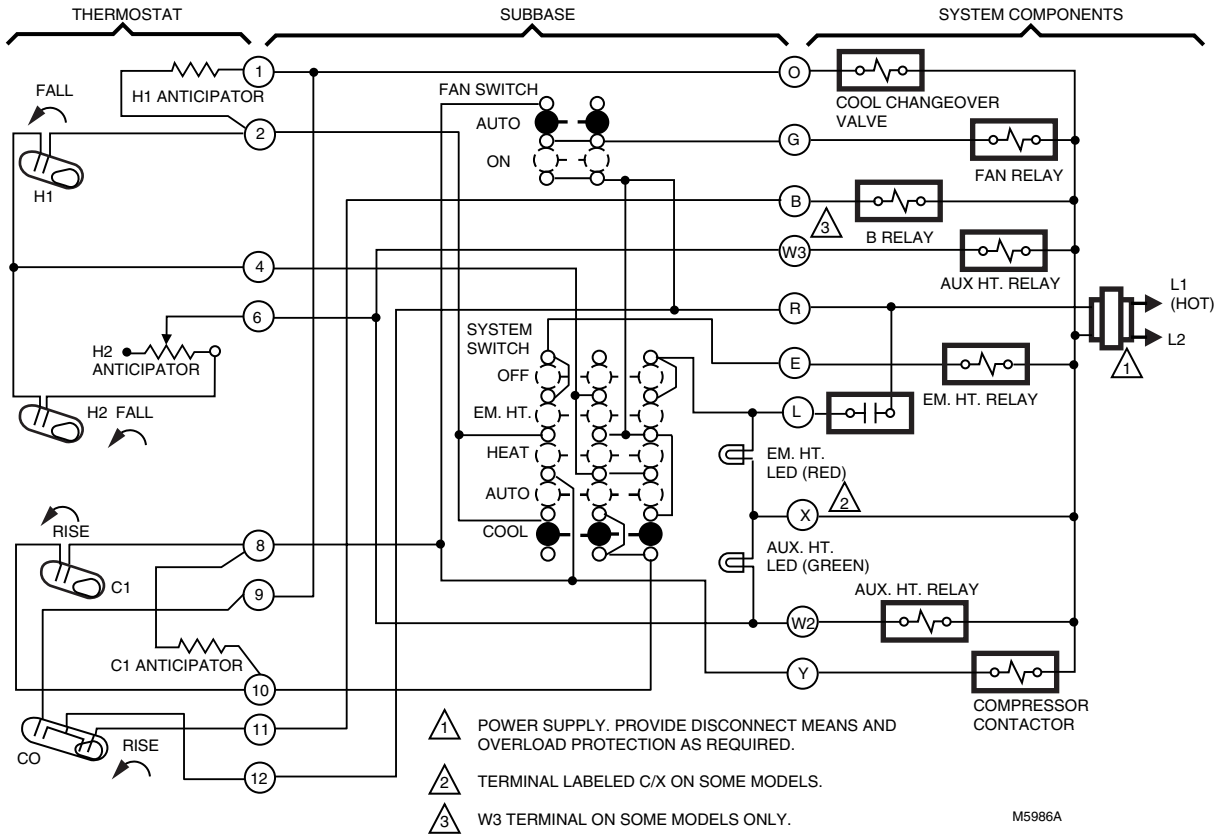 THERMOSTAT
SUBBASE
SYSTEM COMPONENTS
1
H1 ANTICIPATOR
FALL
2
H1
4
6
H2
ANTICIPATOR
H2 FALL
RISE
8
C1
9
C1 ANTICIPATOR
10
11
CO
RISE
12
FAN SWITCH
AUTO
ON
SYSTEM
SWITCH
OFF
EM. HT.
HEAT
AUTO
COOL
O
COOL CHANGEOVER
VALVE
G
FAN RELAY
B
3
B RELAY
W3
AUX HT. RELAY
R
L1
(HOT)
L2
1
E
EM. HT. RELAY
L
EM. HT.
LED (RED)
X
2
AUX. HT.
LED (GREEN)
AUX. HT. RELAY
W2
Y
COMPRESSOR
CONTACTOR
1 POWER SUPPLY. PROVIDE DISCONNECT MEANS AND
OVERLOAD PROTECTION AS REQUIRED.
2 TERMINAL LABELED C/X ON SOME MODELS.
3 W3 TERMINAL ON SOME MODELS ONLY.
M5986A